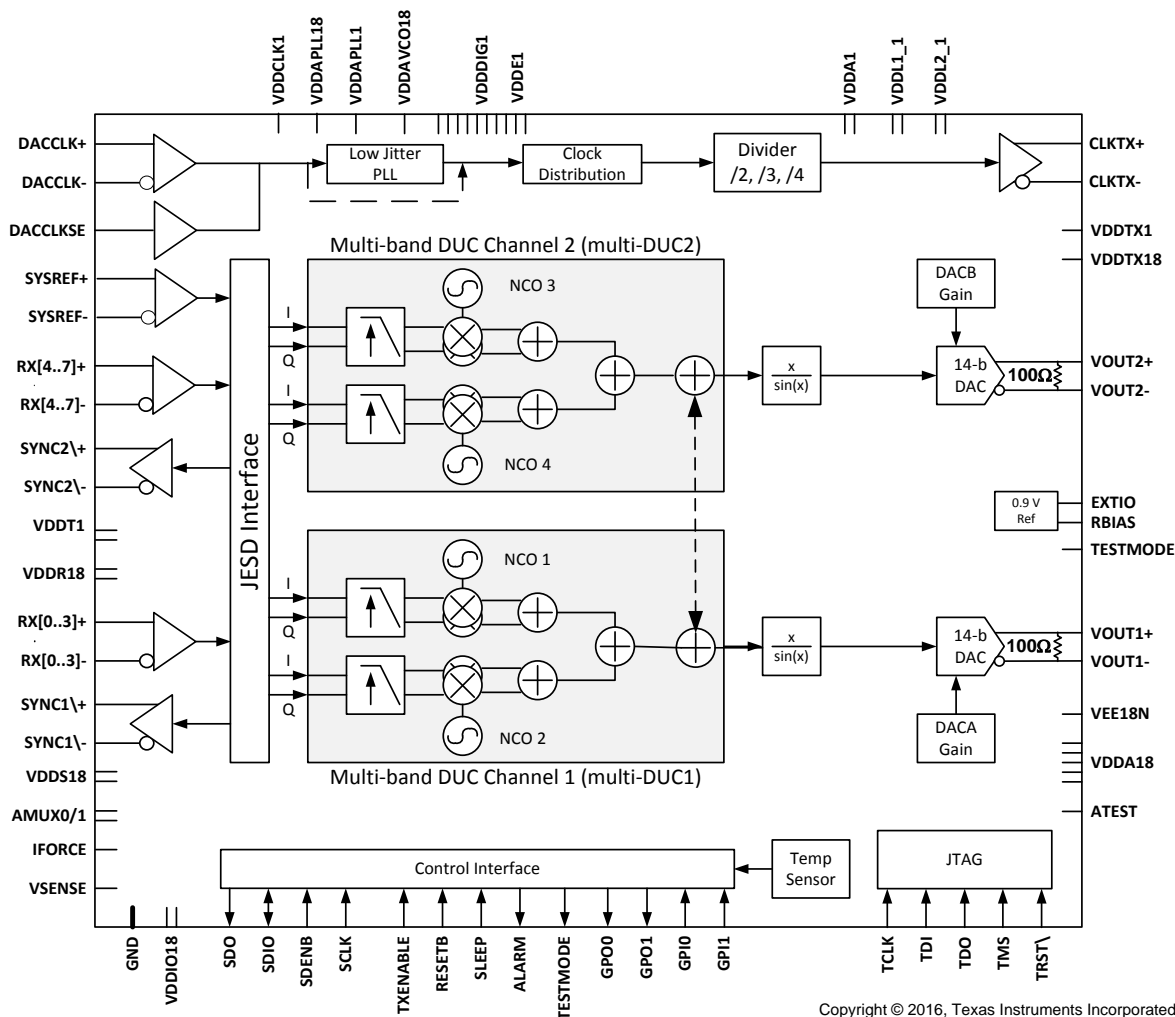 VDDCLK1
VDDAPLL18
VDDAPLL1
VDDAVCO18
VDDDIG1
VDDE1
VDDA1
VDDL1_1
VDDL2_1
DACCLK+
DACCLK-
DACCLKSE
Low Jitter
PLL
Clock
Distribution
Divider
/2, /3, /4
CLKTX+
CLKTX-
VDDTX1
VDDTX18
SYSREF+
SYSREF-
RX[4..7]+
RX[4..7]-
SYNC2\+
SYNC2\-
VDDT1
VDDR18
RX[0..3]+
RX[0..3]-
SYNC1\+
SYNC1\-
VDDS18
AMUX0/1
IFORCE
VSENSE
JESD Interface
Multi-band DUC Channel 2 (multi-DUC2)
NCO 3
I
Q
I
Q
NCO 4
x
sin(x)
DACB
Gain
14-b
DAC
100Ω
VOUT2+
VOUT2-
0.9 V
Ref
EXTIO
RBIAS
TESTMODE
NCO 1
I
Q
I
Q
NCO 2
Multi-band DUC Channel 1 (multi-DUC1)
x
sin(x)
14-b
DAC
100Ω
VOUT1+
VOUT1-
DACA
Gain
VEE18N
VDDA18
ATEST
Control Interface
Temp
Sensor
JTAG
GND
VDDIO18
SDO
SDIO
SDENB
SCLK
TXENABLE
RESETB
SLEEP
ALARM
TESTMODE
GPO0
GPO1
GPI0
GPI1
TCLK
TDI
TDO
TMS
TRST\
Copyright © 2016, Texas Instruments Incorporated